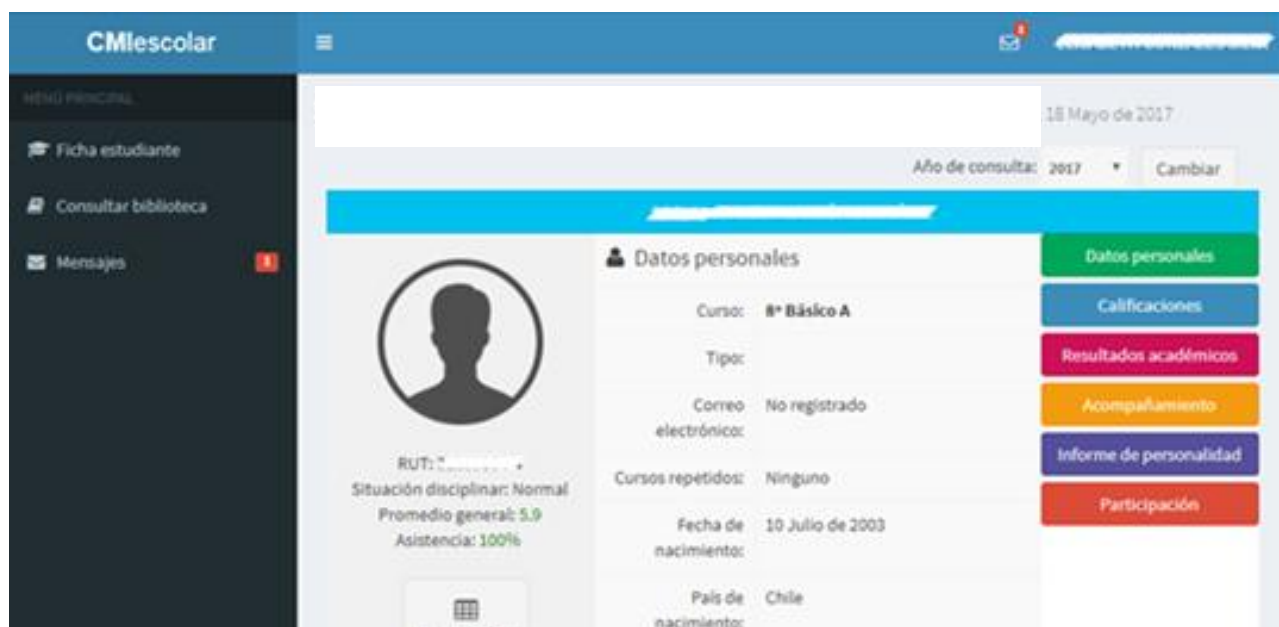 CMIescolar
MENÚ PRINCIPAL
Ficha estudiante
Consultar biblioteca
Mensajes
1
18 Mayo de 2017
Año de consulta: 2017 Cambiar
RUT:
Situación disciplinar: Normal
Promedio general: 5.9
Asistencia: 100%
Datos personales
Curso: 8º Básico A
Tipo:
Correo electrónico: No registrado
Cursos repetidos: Ninguno
Fecha de nacimiento: 10 Julio de 2003
País de nacimiento: Chile
Datos personales
Calificaciones
Resultados académicos
Acompañamiento
Informe de personalidad
Participación